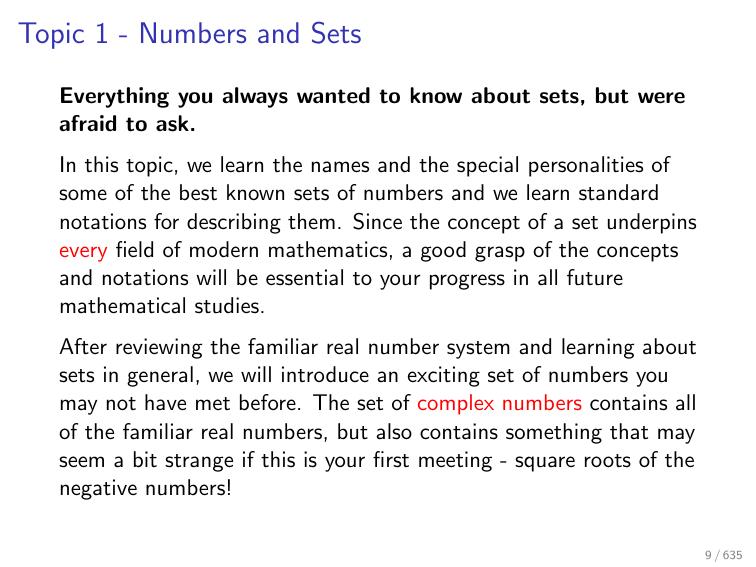 Topic 1 - Numbers and Sets
Everything you always wanted to know about sets, but were
afraid to ask.
In this topic, we learn the names and the special personalities of
some of the best known sets of numbers and we learn standard
notations for describing them. Since the concept of a set underpins
every field of modern mathematics, a good grasp of the concepts
and notations will be essential to your progress in all future
mathematical studies.
After reviewing the familiar real number system and learning about
sets in general, we will introduce an exciting set of numbers you
may not have met before. The set of complex numbers contains all
of the familiar real numbers, but also contains something that may
seem a bit strange if this is your first meeting - square roots of the
negative numbers!
9 / 635